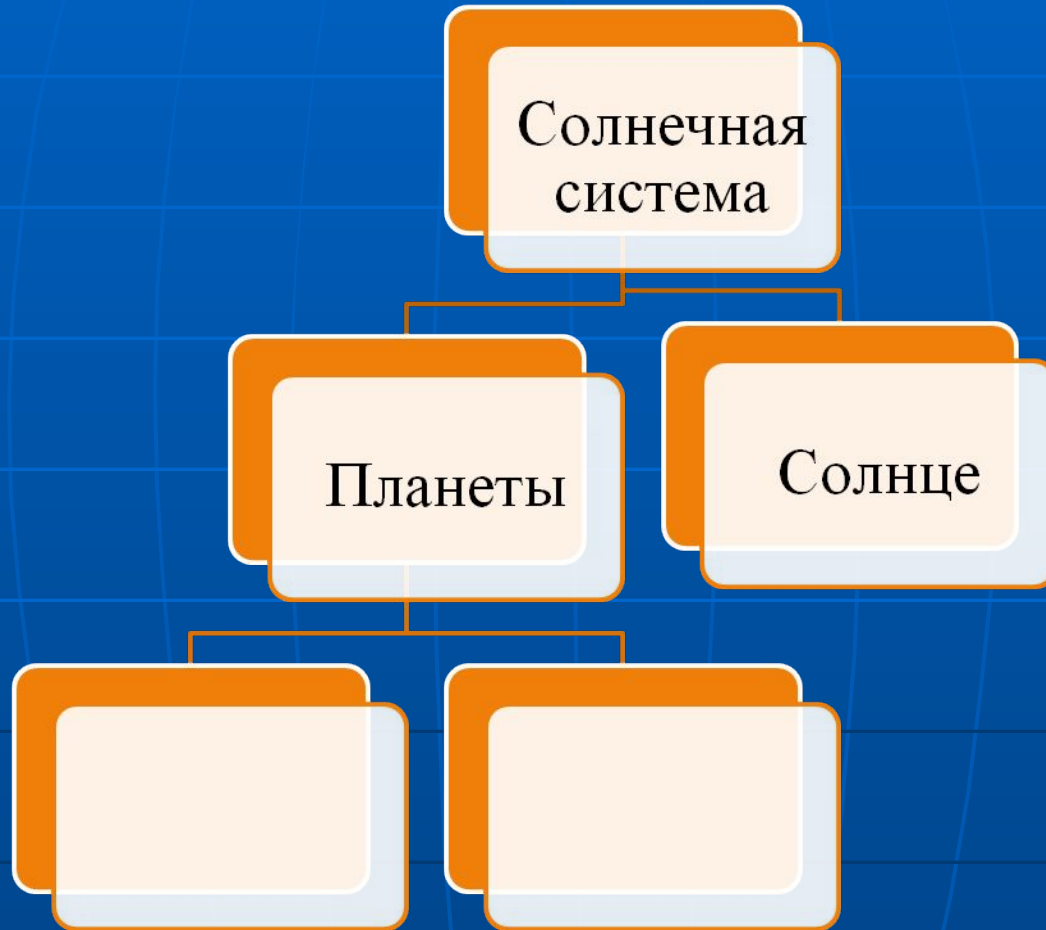 Солнечная
система
Планеты
Солнце